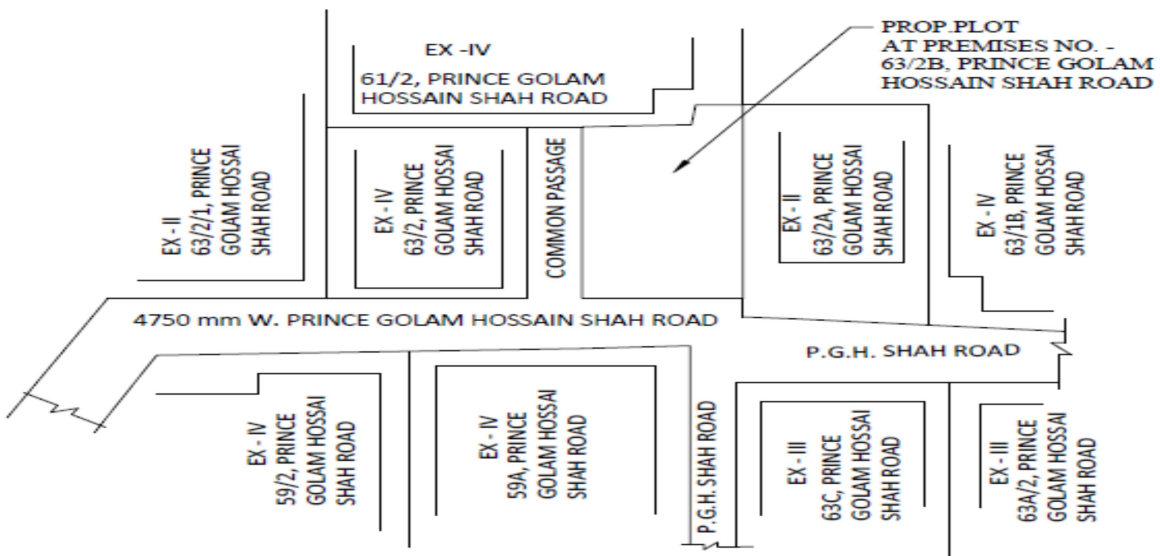 EX -IV
61/2, PRINCE GOLAM
HOSSAIN SHAH ROAD
PROP.PLOT
AT PREMISES NO. -
63/2B, PRINCE GOLAM
HOSSAIN SHAH ROAD
EX - II
63/2/1, PRINCE
GOLAM HOSSAI
SHAH ROAD
EX - IV
63/2, PRINCE
GOLAM HOSSAI
SHAH ROAD
COMMON PASSAGE
EX - II
63/2A, PRINCE
GOLAM HOSSAI
SHAH ROAD
EX - IV
63/1B, PRINCE
GOLAM HOSSAI
SHAH ROAD
4750 mm W. PRINCE GOLAM HOSSAIN SHAH ROAD
P.G.H. SHAH ROAD
EX - IV
59/2, PRINCE
GOLAM HOSSAI
SHAH ROAD
EX - IV
59A, PRINCE
GOLAM HOSSAI
SHAH ROAD
P.G.H. SHAH ROAD
EX - III
63C, PRINCE
GOLAM HOSSAI
SHAH ROAD
EX - III
63A/2, PRINCE
GOLAM HOSSAI
SHAH ROAD